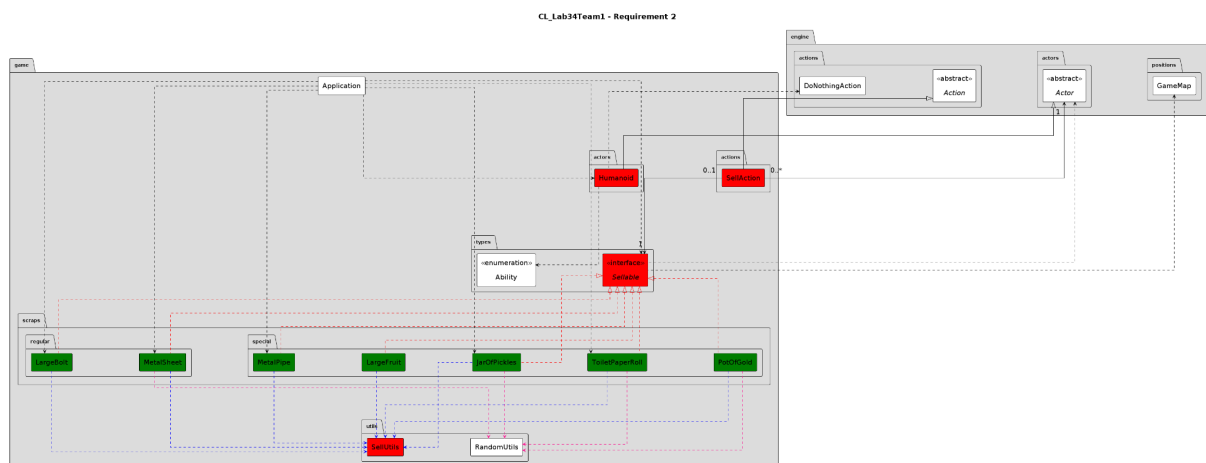 CL_Lab34Team1 - Requirement 2
engine
actions
DoNothingAction
«abstract»
Action
actors
«abstract»
Actor
1
positions
GameMap
game
Application
actors
Humanoid
0..1
actions
SellAction
0..*
types
«enumeration»
Ability
1
«interface»
Sellable
scraps
regular
LargeBolt
MetalSheet
special
MetalPipe
LargeFruit
JarOfPickles
ToiletPaperRoll
PotOfGold
utils
SellUtils
RandomUtils